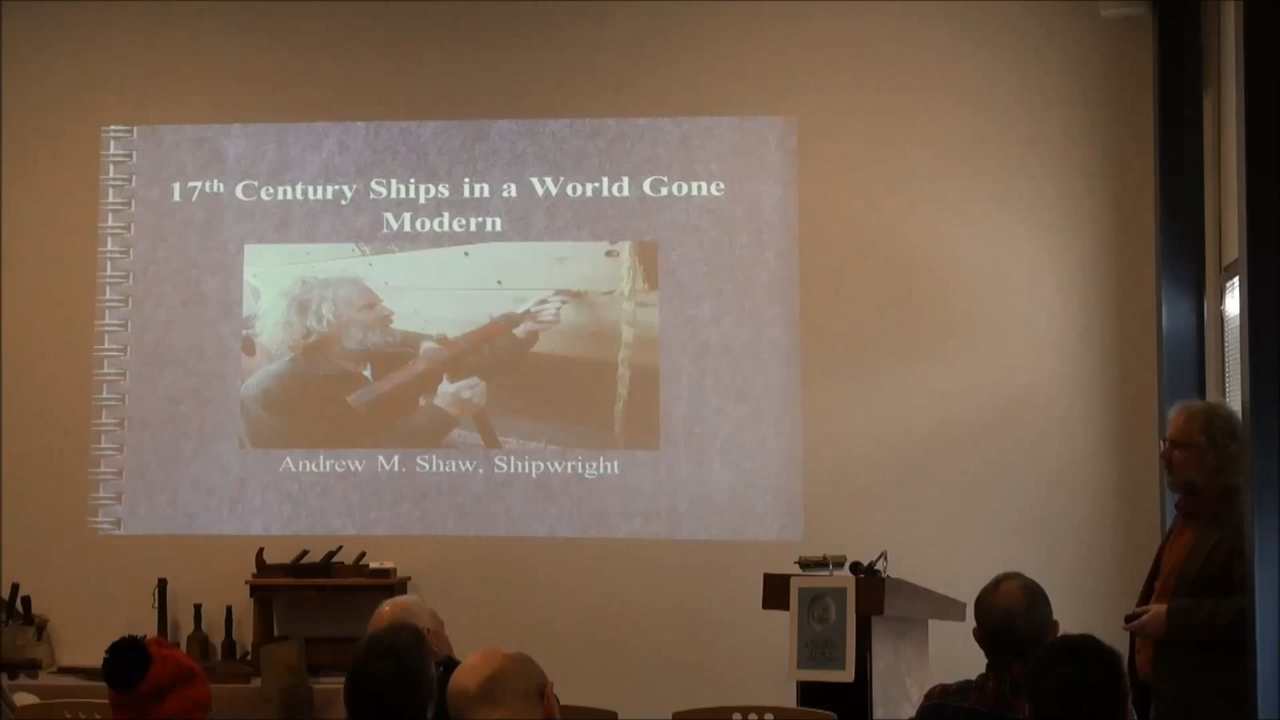 17th Century Ships in a World Gone
Modern
Andrew M. Shaw, Shipwright